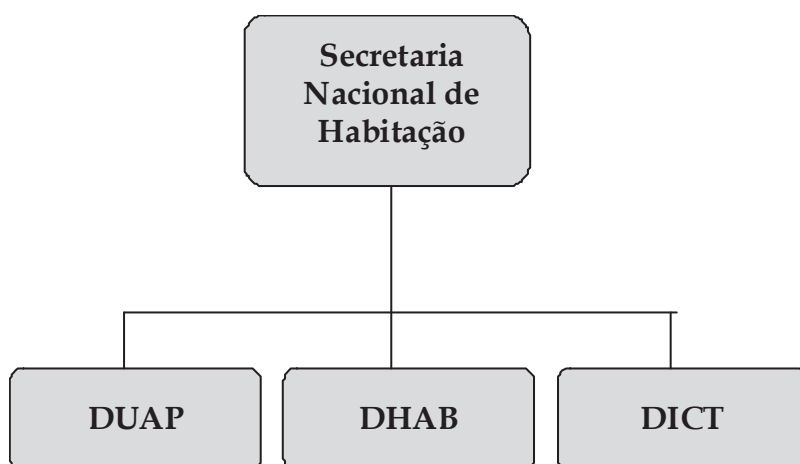 Secretaria
Nacional de
Habitação
DUAP
DHAB
DICT